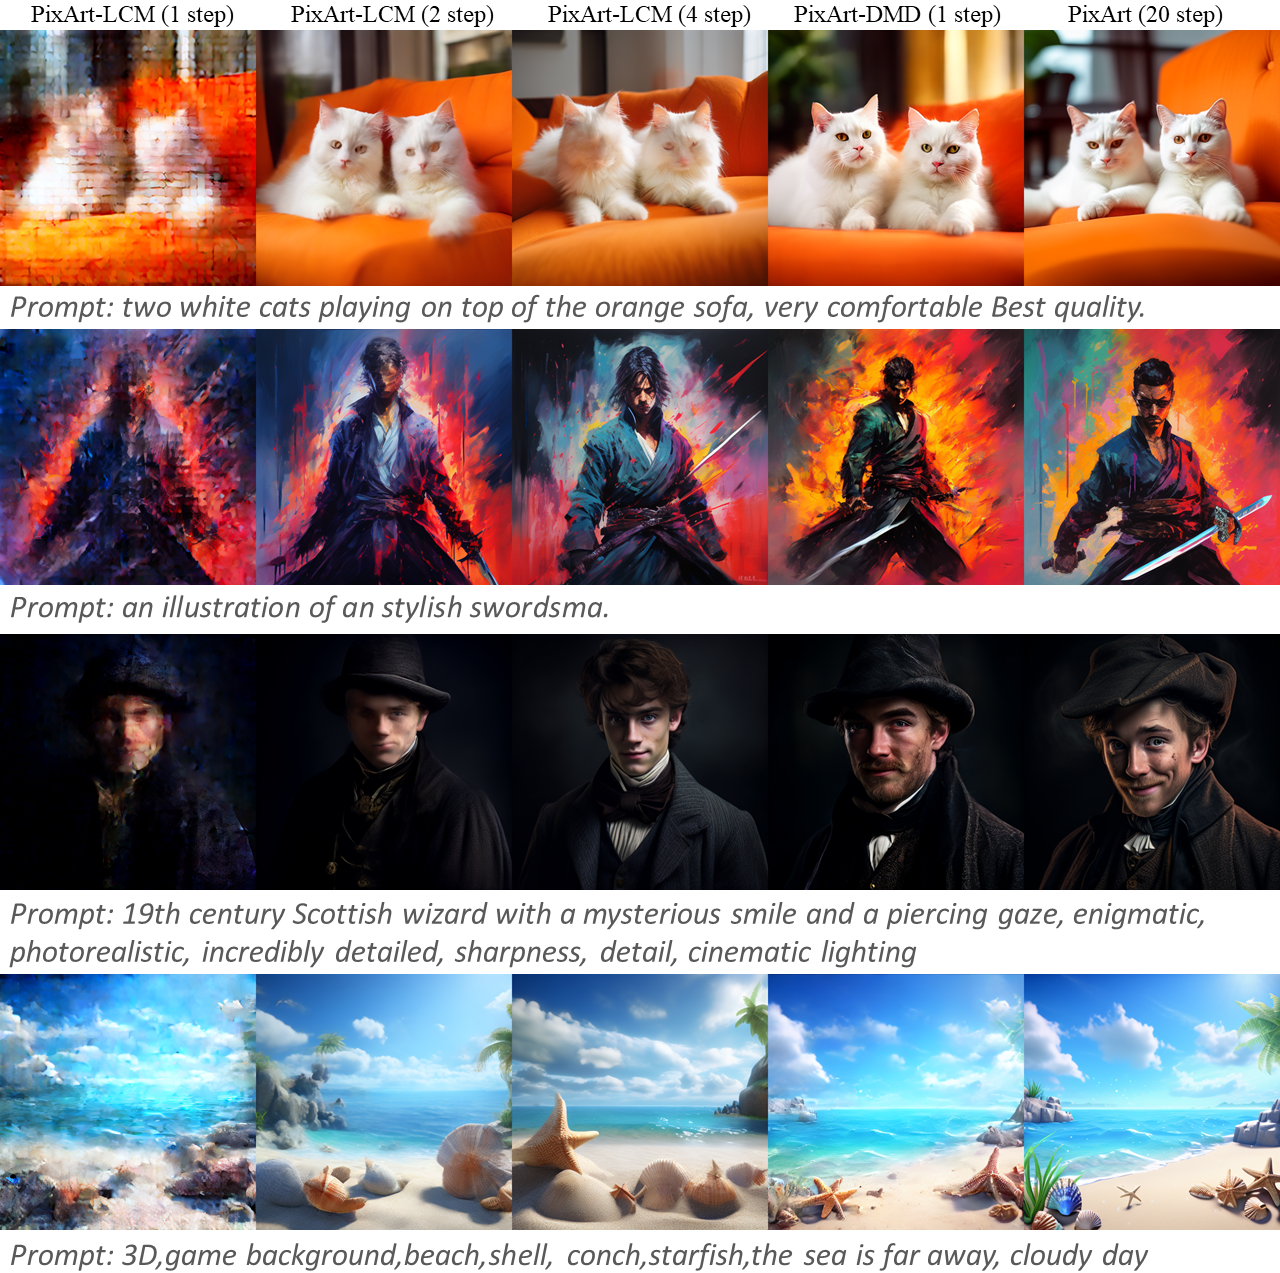 PixArt-LCM (1 step) PixArt-LCM (2 step) PixArt-LCM (4 step) PixArt-DMD (1 step) PixArt (20 step)
Prompt: two white cats playing on top of the orange sofa, very comfortable Best quality.
Prompt: an illustration of an stylish swordsma.
Prompt: 19th century Scottish wizard with a mysterious smile and a piercing gaze, enigmatic,
photorealistic, incredibly detailed, sharpness, detail, cinematic lighting
Prompt: 3D,game background,beach,shell, conch,starfish,the sea is far away, cloudy day